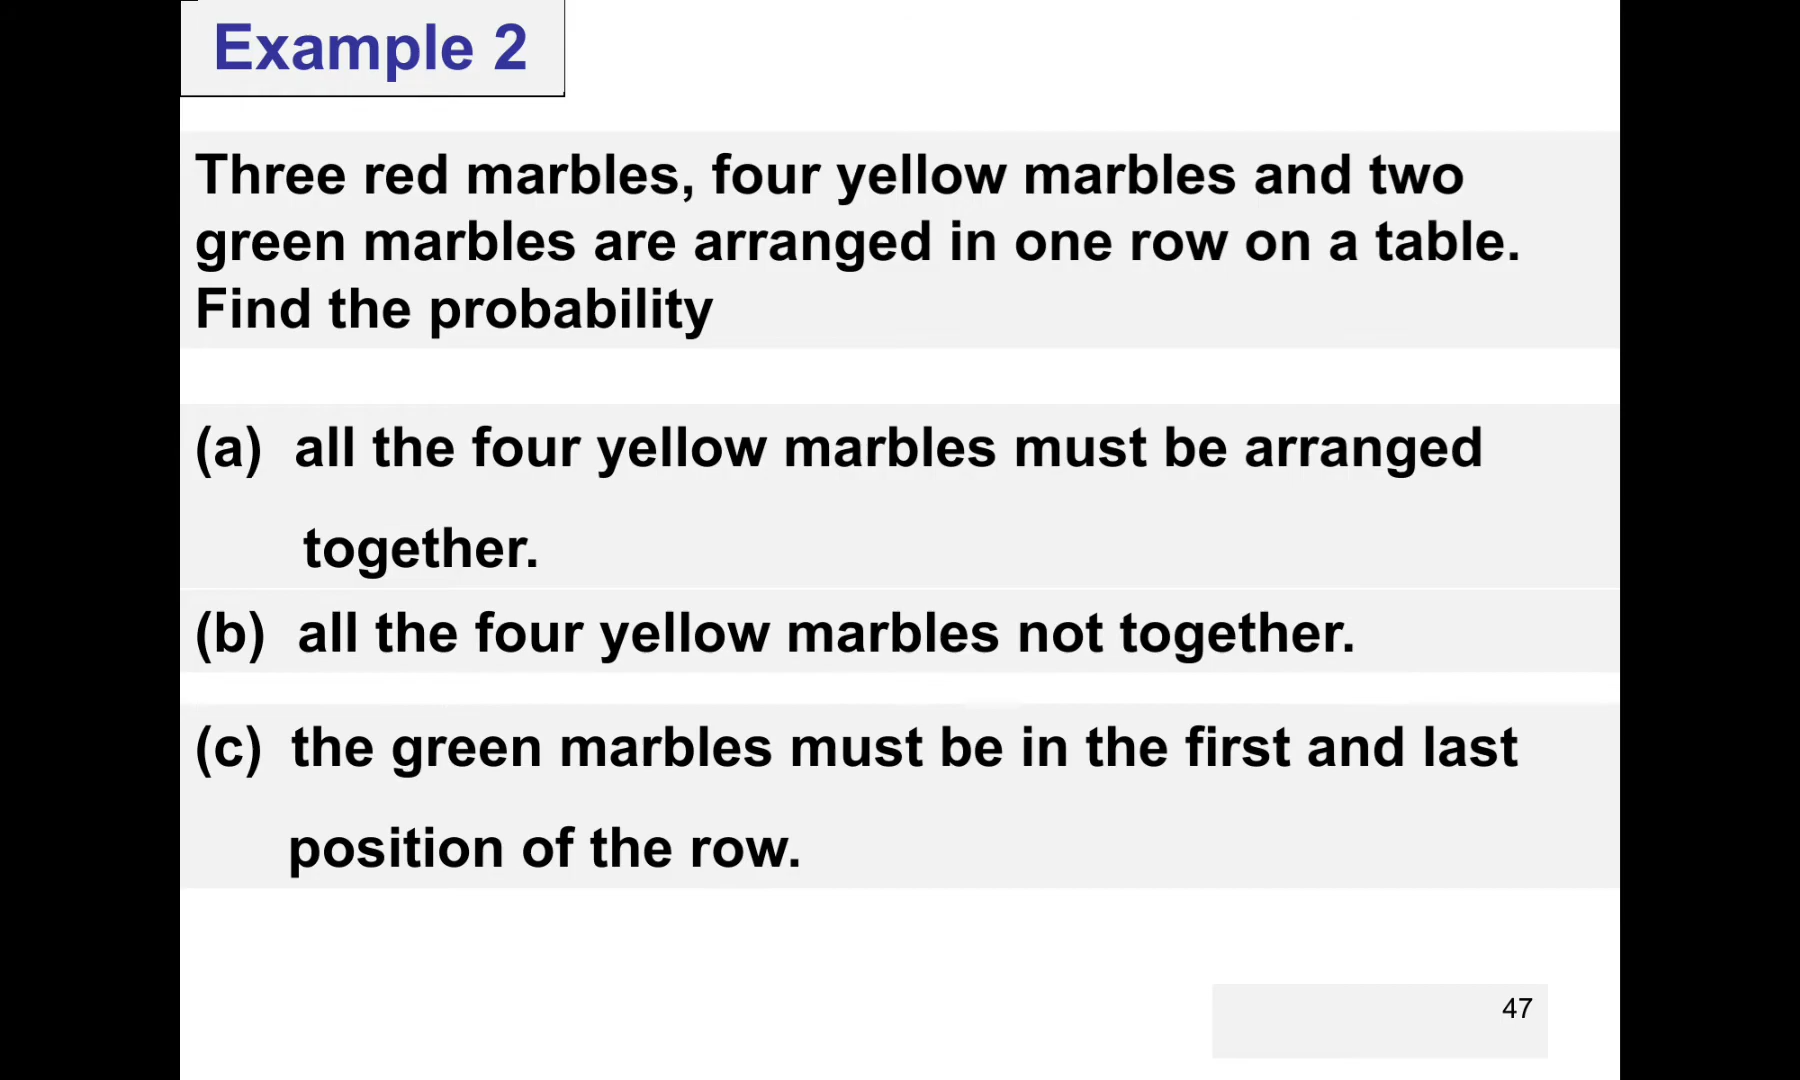 Example 2
Three red marbles, four yellow marbles and two
green marbles are arranged in one row on a table.
Find the probability
(a) all the four yellow marbles must be arranged
together.
(b) all the four yellow marbles not together.
(c) the green marbles must be in the first and last
position of the row.
47